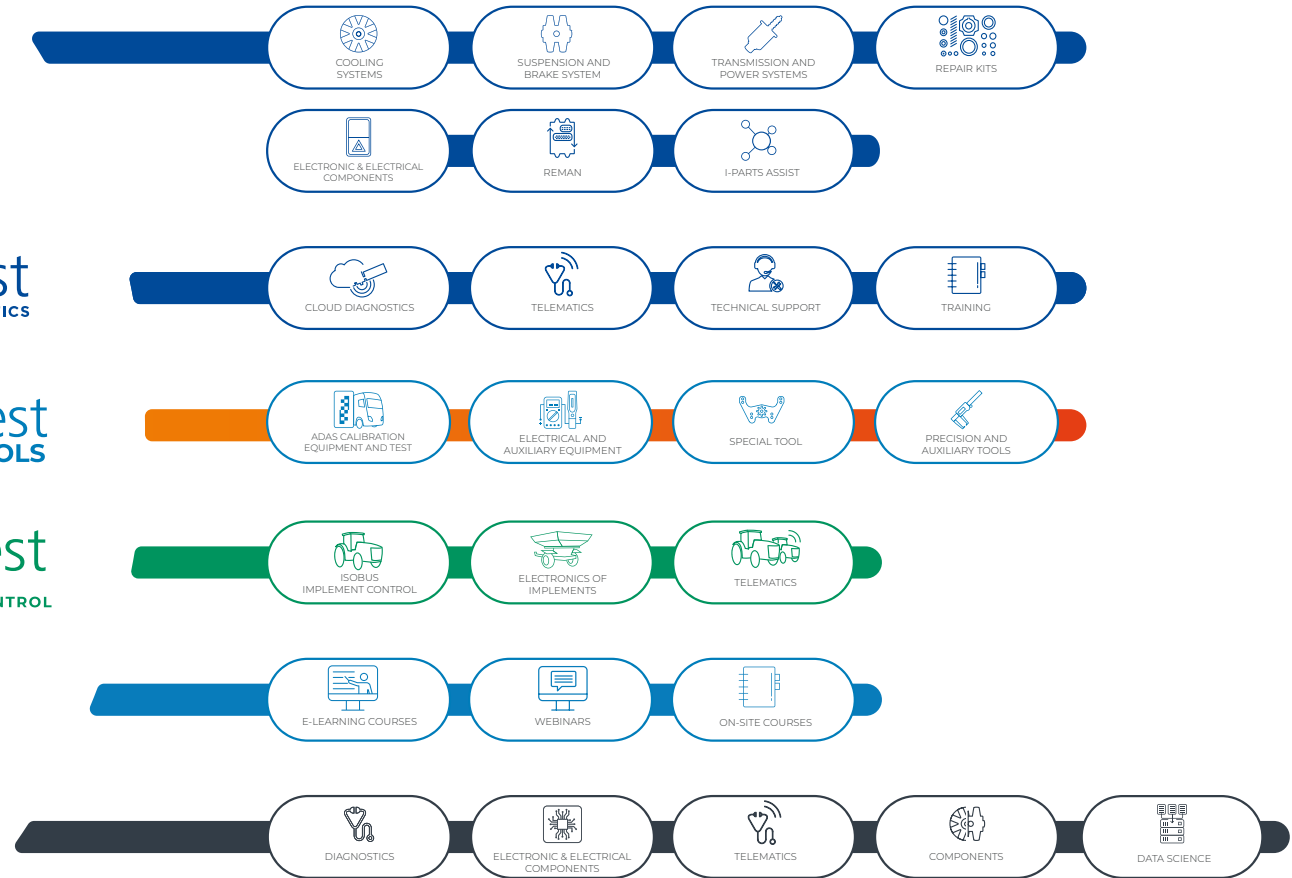 COOLING
SYSTEMS
SUSPENSION AND
BRAKE SYSTEM
TRANSMISSION AND
POWER SYSTEMS
REPAIR KITS
ELECTRONIC & ELECTRICAL
COMPONENTS
REMAN
I-PARTS ASSIST
st
TICS
CLOUD DIAGNOSTICS
TELEMATICS
TECHNICAL SUPPORT
TRAINING
est
OLS
ADAS CALIBRATION
EQUIPMENT AND TEST
ELECTRICAL AND
AUXILIARY EQUIPMENT
SPECIAL TOOL
PRECISION AND
AUXILIARY TOOLS
est
NTROL
ISOBUS
IMPLEMENT CONTROL
ELECTRONICS OF
IMPLEMENTS
TELEMATICS
E-LEARNING COURSES
WEBINARS
ON-SITE COURSES
DIAGNOSTICS
ELECTRONIC & ELECTRICAL
COMPONENTS
TELEMATICS
COMPONENTS
DATA SCIENCE